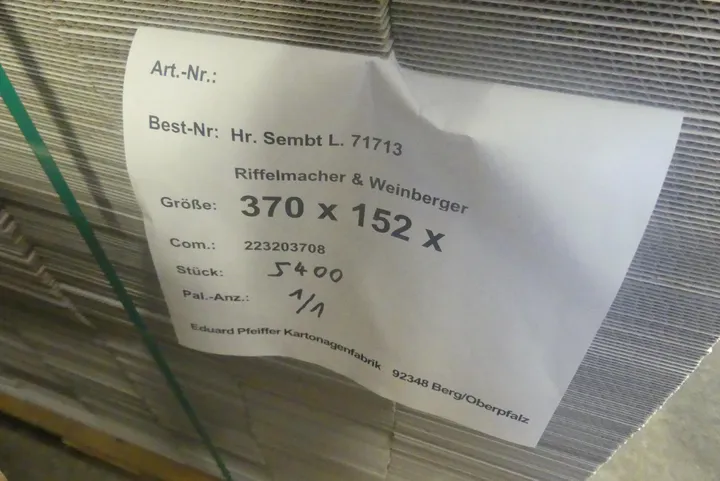 Art.-Nr.:
Best-Nr: Hr. Sembt L. 71713
Riffelmacher & Weinberger
Größe: 370 x 152 x
Com.: 223203708
Stück: 5400
Pal.-Anz.: 1/1
Eduard Pfeiffer Kartonagenfabrik 92348 Berg/Oberpfalz